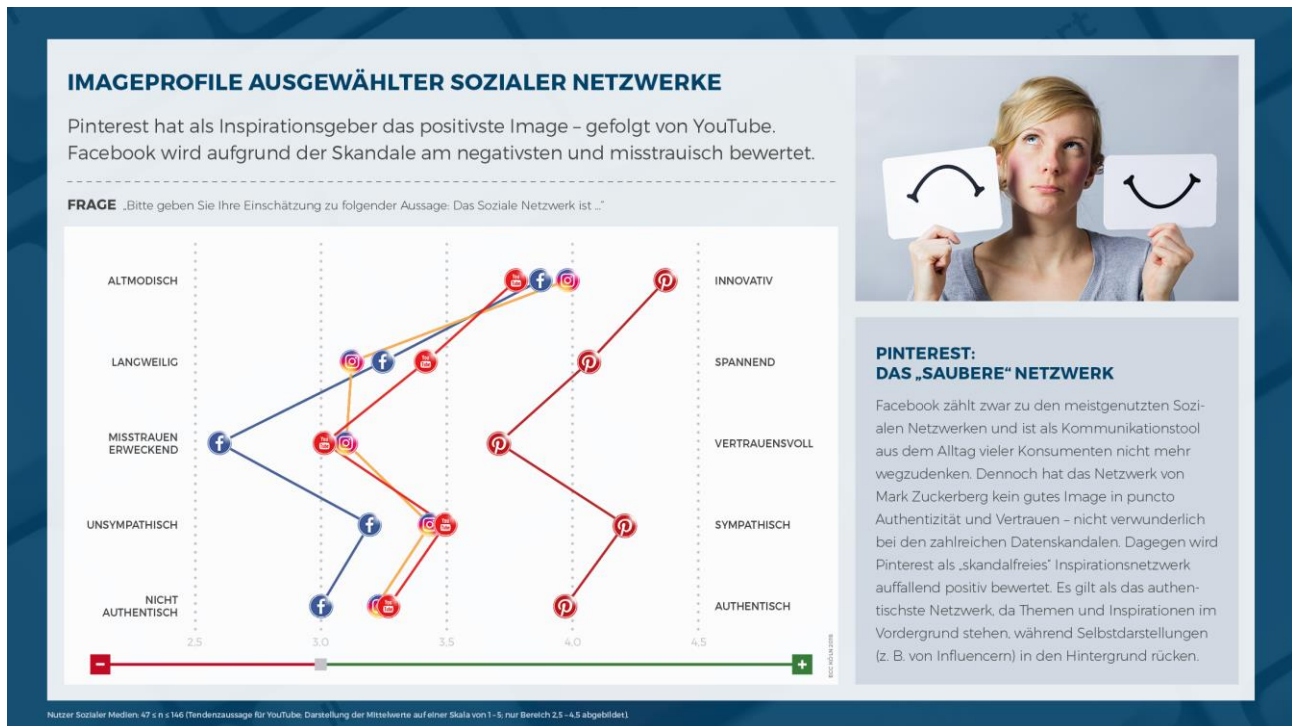 IMAGEPROFILE AUSGEWÄHLTER SOZIALER NETZWERKE
Pinterest hat als Inspirationsgeber das positivste Image – gefolgt von YouTube.
Facebook wird aufgrund der Skandale am negativsten und misstrauisch bewertet.
FRAGE „Bitte geben Sie Ihre Einschätzung zu folgender Aussage: Das Soziale Netzwerk ist ..."
ALTMODISCH
INNOVATIV
LANGWEILIG
SPANNEND
MISSTRAUEN
ERWECKEND
VERTRAUENSVOLL
UNSYMPATHISCH
SYMPATHISCH
NICHT
AUTHENTISCH
AUTHENTISCH
2.5 3.0 3.5 4.0 4.5
ECC KÖLN 2018
PINTEREST:
DAS „SAUBERE" NETZWERK
Facebook zählt zwar zu den meistgenutzten Sozi-
alen Netzwerken und ist als Kommunikationstool
aus dem Alltag vieler Konsumenten nicht mehr
wegzudenken. Dennoch hat das Netzwerk von
Mark Zuckerberg kein gutes Image in puncto
Authentizität und Vertrauen – nicht verwunderlich
bei den zahlreichen Datenskandalen. Dagegen wird
Pinterest als „skandalfreies" Inspirationsnetzwerk
auffallend positiv bewertet. Es gilt als das authen-
tischste Netzwerk, da Themen und Inspirationen im
Vordergrund stehen, während Selbstdarstellungen
(z. B. von Influencern) in den Hintergrund rücken.
Nutzer Sozialer Medien: 47 ≤ n ≤ 146 (Tendenzaussage für YouTube; Darstellung der Mittelwerte auf einer Skala von 1 – 5; nur Bereich 2,5 – 4,5 abgebildet).